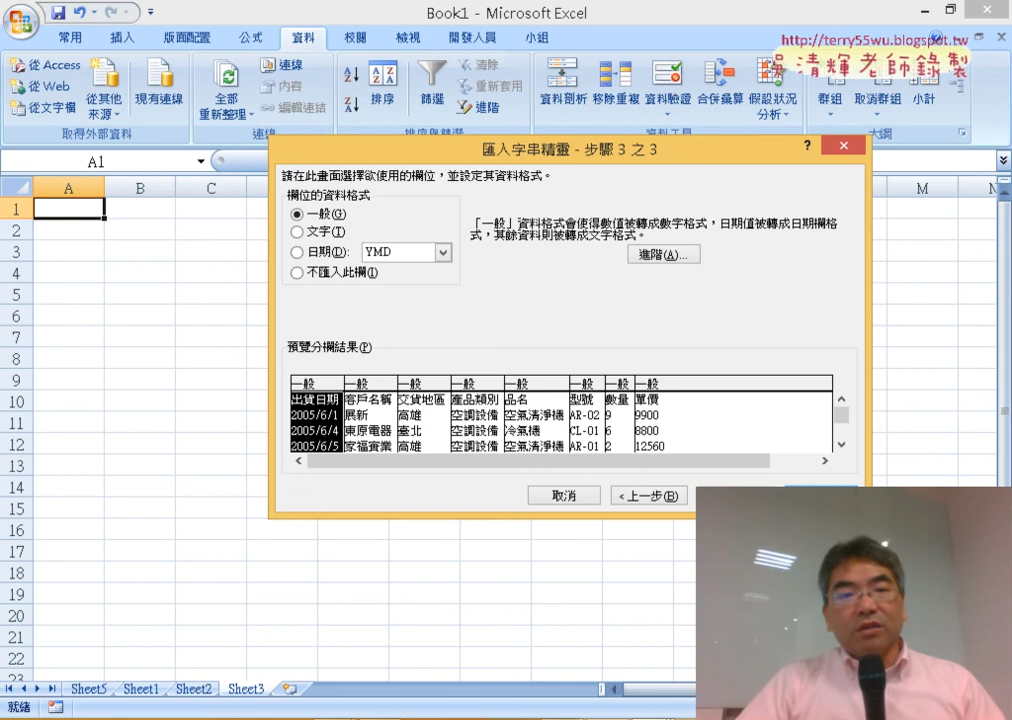 Book1 - Microsoft Excel
常用 插入 版面配置 公式 資料 校閱 檢視 開發人員 小組
http://terry55wu.blogspot.tw
吳清輝老師錄製
從 Access
從 Web
從文字檔
從其他來源
現有連線
取得外部資料
全部重新整理
連線
內容
編輯連結
連線
排序
篩選
清除
重新套用
進階
排序與篩選
資料剖析 移除重複 資料驗證 合併彙算 假設狀況分析
資料工具
群組 取消群組 小計
大綱
A1
A B C M N
匯入字串精靈 - 步驟 3 之 3
? ×
請在此畫面選擇欲使用的欄位，並設定其資料格式。
欄位的資料格式
一般(G)
文字(T)
日期(D): YMD
不匯入此欄(I)
「一般」資料格式會使得數值被轉成數字格式，日期值被轉成日期欄格
式，其餘資料則被轉成文字格式。
進階(A)...
預覽分欄結果(P)
一般 一般 一般 一般 一般 一般 一般 一般
出貨日期 客戶名稱 交貨地區 產品類別 品名 型號 數量 單價
2005/6/1 展新 高雄 空調設備 空氣清淨機 AR-02 9 9900
2005/6/4 東原電器 臺北 空調設備 冷氣機 CL-01 6 8800
2005/6/5 家福實業 高雄 空調設備 空氣清淨機 AR-01 2 12560
取消 <上一步(B)
1
2
3
4
5
6
7
8
9
10
11
12
13
14
15
16
17
18
19
20
21
22
23
Sheet5 Sheet1 Sheet2 Sheet3
就緒